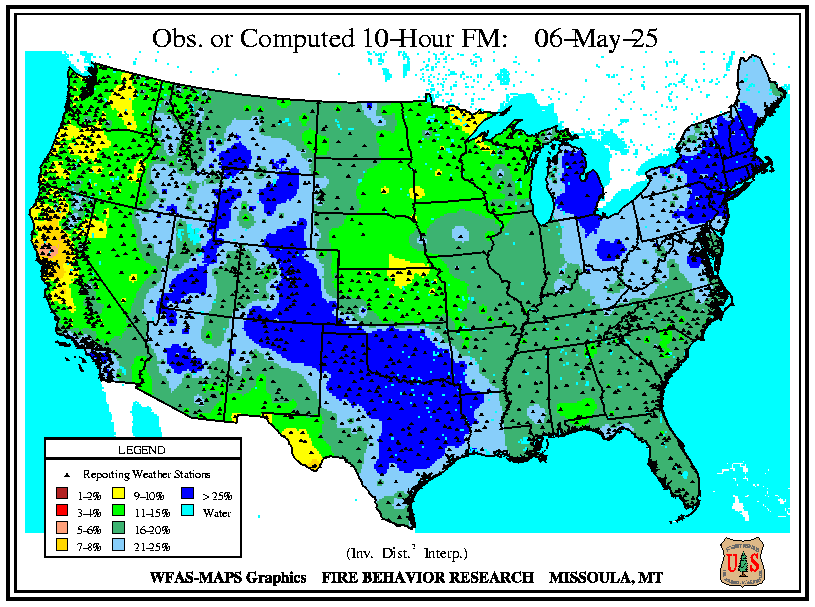 Obs. or Computed 10-Hour FM: 06-May-25
LEGEND
Reporting Weather Stations
1-2% 9-10% > 25%
3-4% 11-15% Water
5-6% 16-20%
7-8% 21-25%
(Inv. Dist.² Interp.)
WFAS-MAPS Graphics FIRE BEHAVIOR RESEARCH MISSOULA, MT
U S